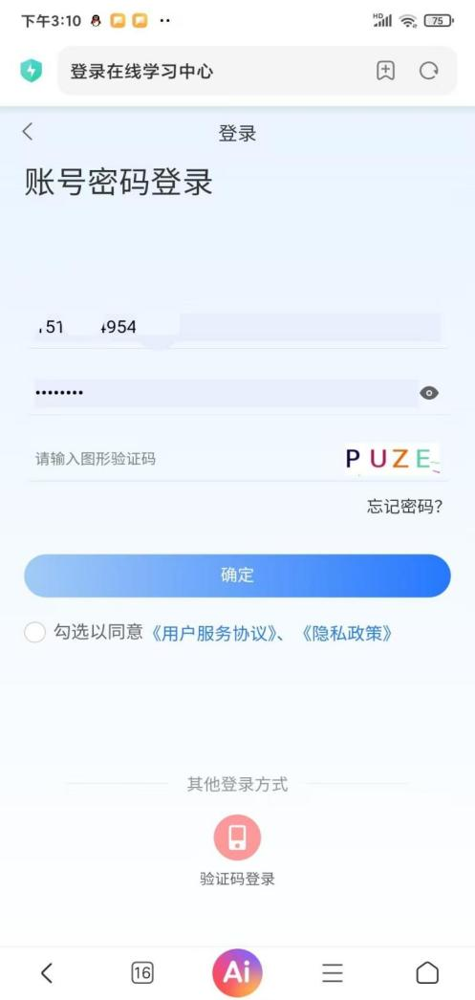 下午3:10
HD
75
登录在线学习中心
登录
账号密码登录
51 954
••••••••
请输入图形验证码
PUZE
忘记密码?
确定
勾选以同意《用户服务协议》、《隐私政策》
其他登录方式
验证码登录
16
Ai